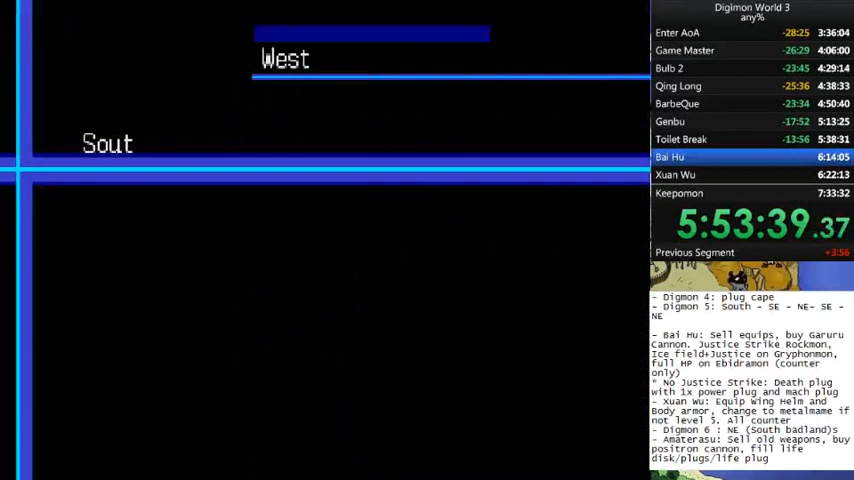 West
Sout
Digimon World 3
any%
Enter AoA -28:25 3:36:04
Game Master -26:29 4:06:00
Bulb 2 -23:45 4:29:14
Qing Long -25:36 4:38:33
BarbeQue -23:34 4:50:40
Genbu -17:52 5:13:25
Toilet Break -13:56 5:38:31
Bai Hu 6:14:05
Xuan Wu 6:22:13
Keepomon 7:33:32
5:53:39.37
Previous Segment +3:56
- Digmon 4: plug cape
- Digmon 5: South - SE - NE- SE -
NE
- Bai Hu: Sell equips, buy Garuru
Cannon. Justice Strike Rockmon,
Ice field+Justice on Gryphonmon,
full HP on Ebidramon (counter
only)
* No Justice Strike: Death plug
with 1x power plug and mach plug
- Xuan Wu: Equip Wing Helm and
Body armor, change to metalmame if
not level 5. All counter
- Digmon 6 : NE (South badland)s
- Amaterasu: Sell old weapons, buy
positron cannon, fill life
disk/plugs/life plug